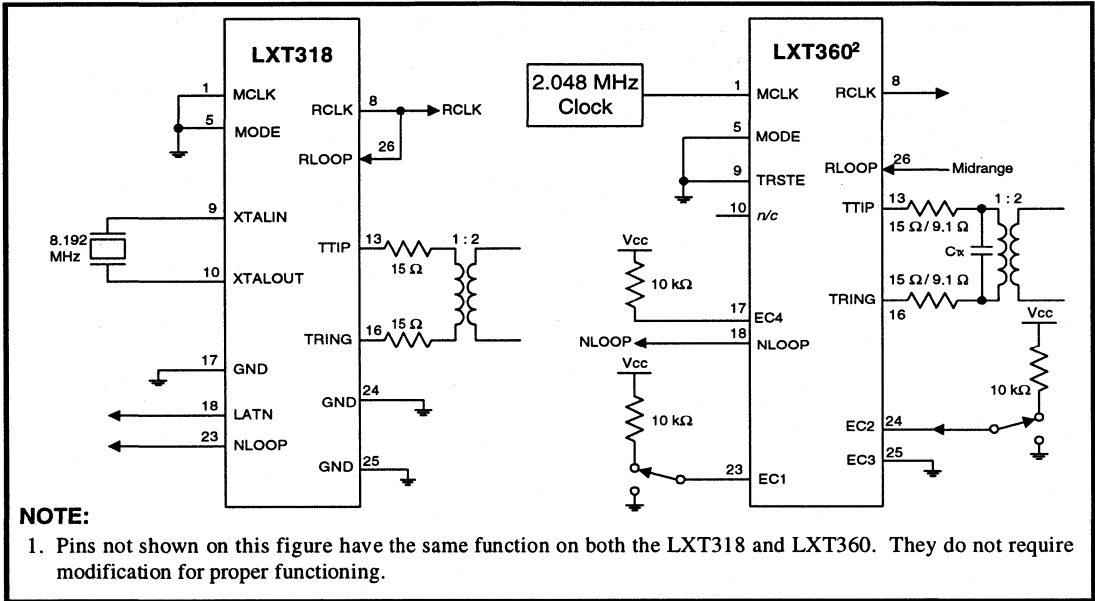 LXT318
1 MCLK
5 MODE
8 RCLK
RCLK
26 RLOOP
9 XTALIN
8.192 MHz
10 XTALOUT
TTIP 13
15 Ω
1 : 2
TRING 16 15 Ω
17 GND
18 LATN
23 NLOOP
GND 24
GND 25
LXT360²
2.048 MHz
Clock
1 MCLK
5 MODE
9 TRSTE
10 n/c
RCLK 8
RLOOP 26 Midrange
TTIP 13
15 Ω / 9.1 Ω
1 : 2
CTX
15 Ω / 9.1 Ω
TRING 16
Vcc
10 kΩ
17 EC4
18 NLOOP
NLOOP
Vcc
10 kΩ
23 EC1
Vcc
10 kΩ
EC2 24
EC3 25
NOTE:
1. Pins not shown on this figure have the same function on both the LXT318 and LXT360. They do not require
modification for proper functioning.